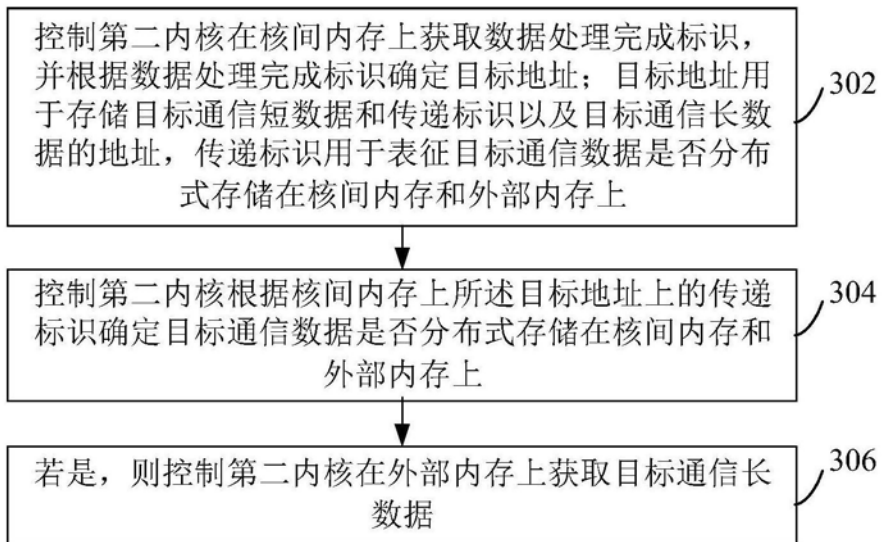 控制第二内核在核间内存上获取数据处理完成标识，
并根据数据处理完成标识确定目标地址；目标地址用
于存储目标通信短数据和传递标识以及目标通信长数
据的地址，传递标识用于表征目标通信数据是否分布
式存储在核间内存和外部内存上
302
控制第二内核根据核间内存上所述目标地址上的传递
标识确定目标通信数据是否分布式存储在核间内存和
外部内存上
304
若是，则控制第二内核在外部内存上获取目标通信长
数据
306